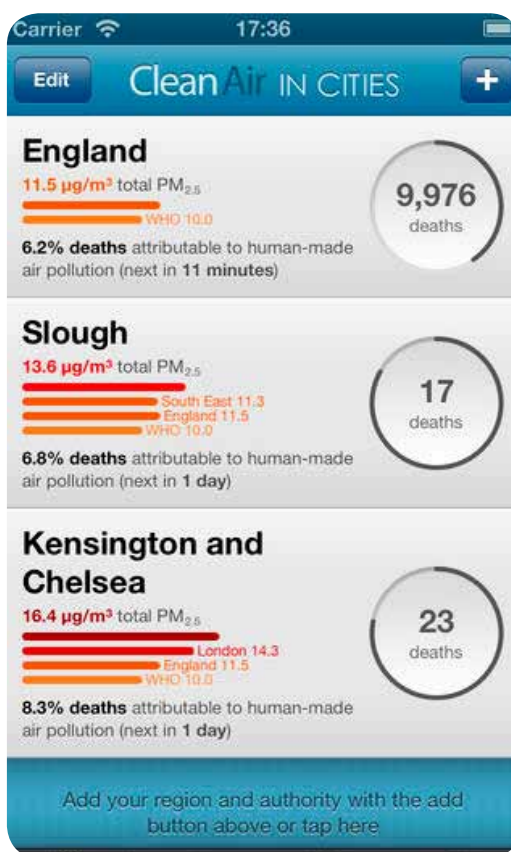 Carrier 17:36
Edit CleanAir IN CITIES +
England
11.5 µg/m³ total PM₂.₅
WHO 10.0
6.2% deaths attributable to human-made
air pollution (next in 11 minutes)
9,976
deaths
Slough
13.6 µg/m³ total PM₂.₅
South East 11.3
England 11.5
WHO 10.0
6.8% deaths attributable to human-made
air pollution (next in 1 day)
17
deaths
Kensington and
Chelsea
16.4 µg/m³ total PM₂.₅
London 14.3
England 11.5
WHO 10.0
8.3% deaths attributable to human-made
air pollution (next in 1 day)
23
deaths
Add your region and authority with the add
button above or tap here